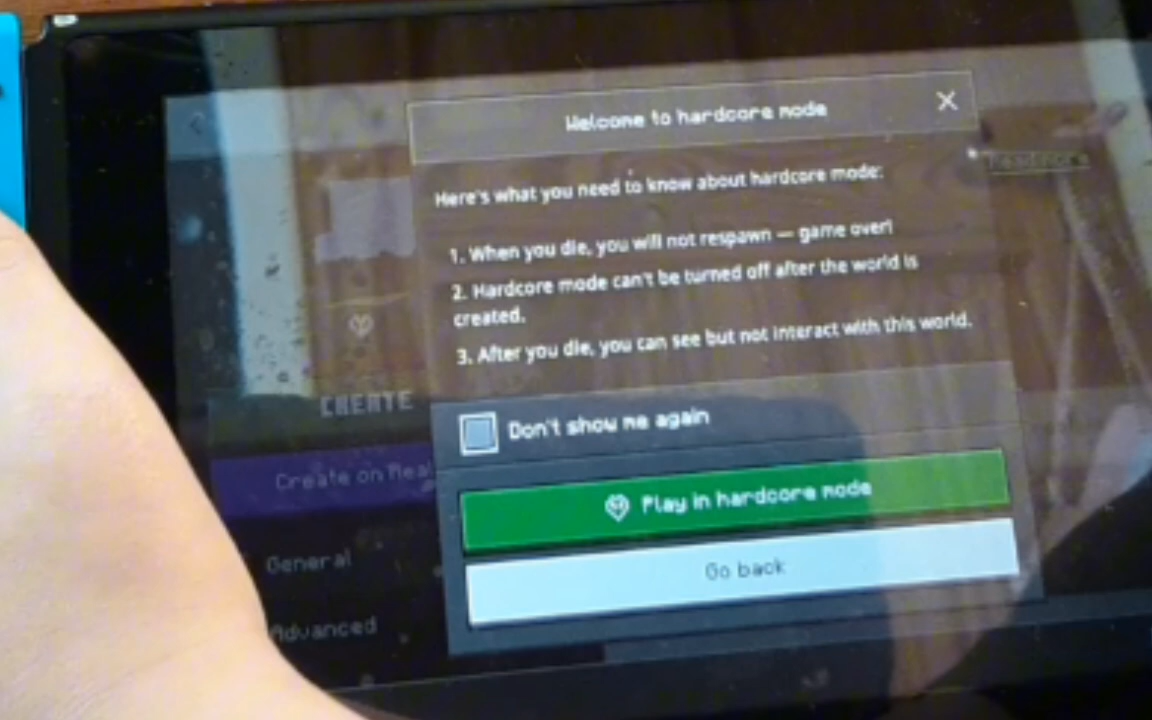 Welcome to hardcore mode
Here's what you need to know about hardcore mode:
1. When you die, you will not respawn — game over!
2. Hardcore mode can't be turned off after the world is
created.
3. After you die, you can see but not interact with this world.
CREATE
Don't show me again
Create on Real
Play in hardcore mode
General
Go back
Advanced